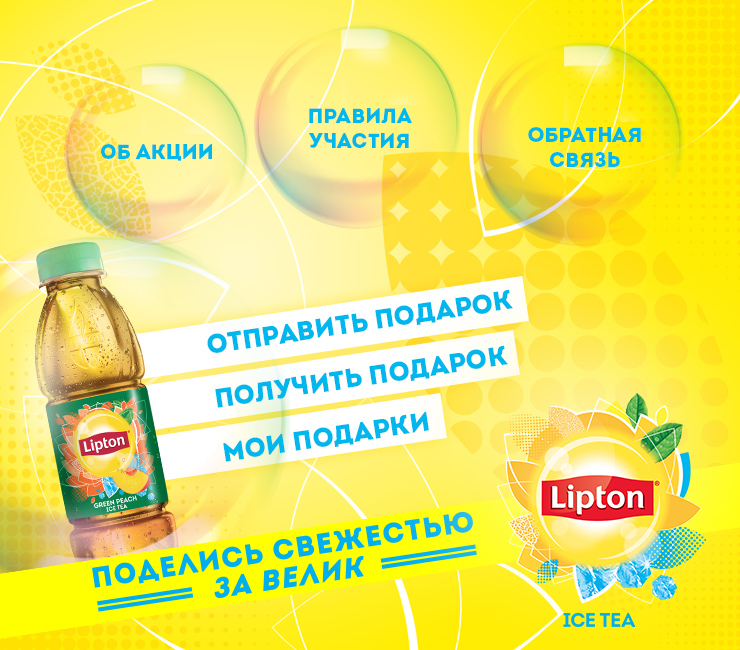 ОБ АКЦИИ
ПРАВИЛА
УЧАСТИЯ
ОБРАТНАЯ
СВЯЗЬ
ОТПРАВИТЬ ПОДАРОК
ПОЛУЧИТЬ ПОДАРОК
МОИ ПОДАРКИ
Lipton
GREEN PEACH
ICE TEA
ПОДЕЛИСЬ СВЕЖЕСТЬЮ
ЗА ВЕЛИК
Lipton®
ICE TEA